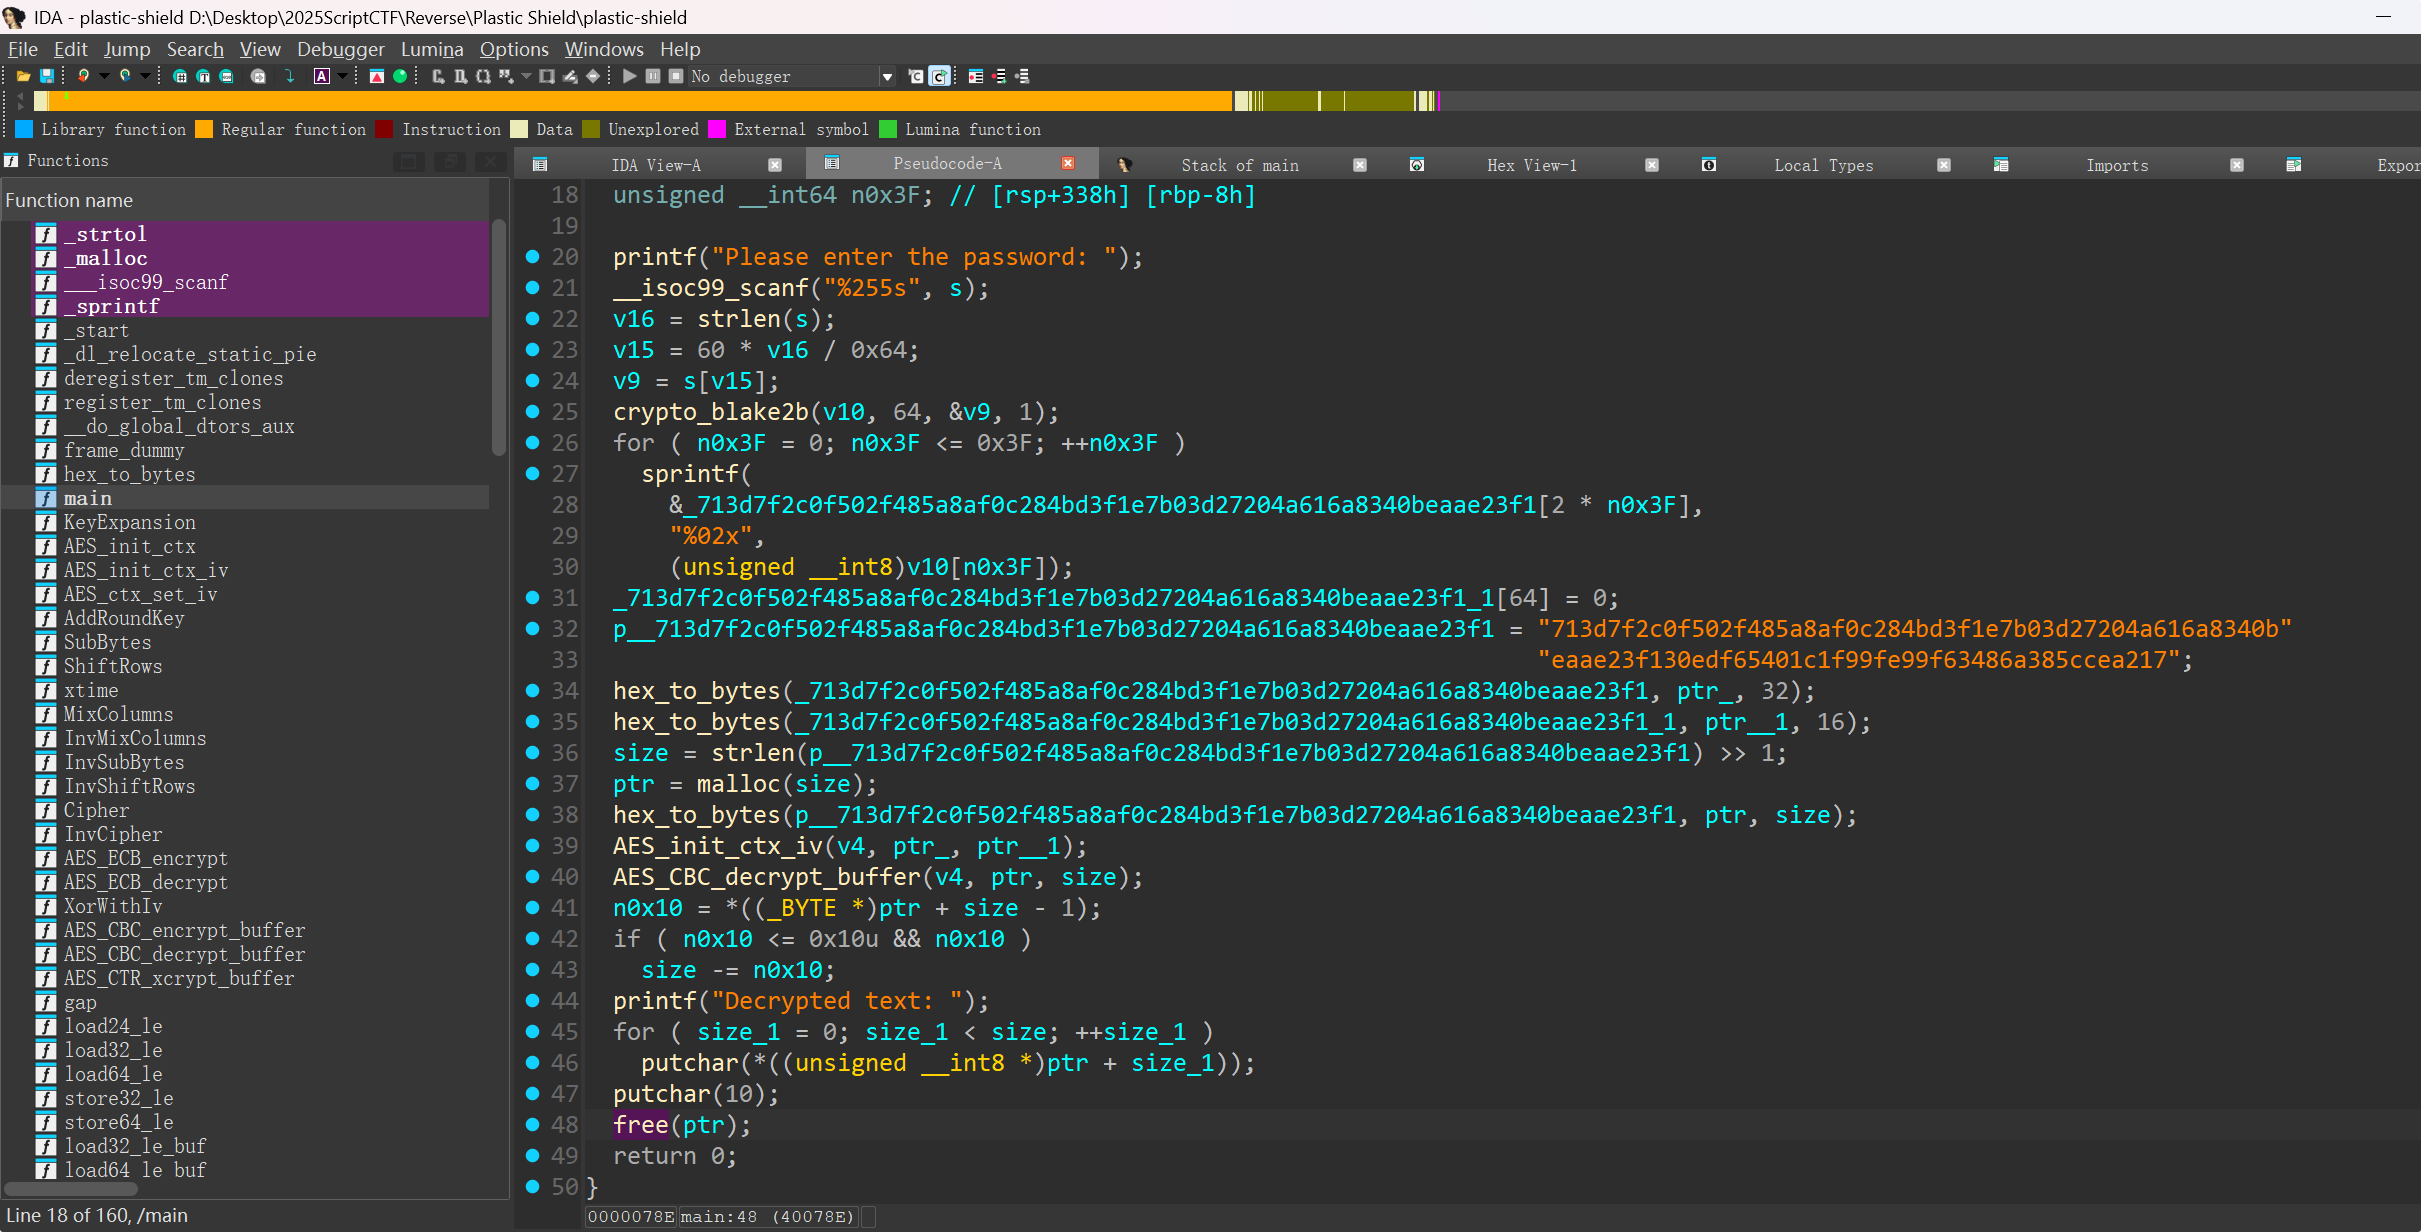 IDA - plastic-shield D:\Desktop\2025ScriptCTF\Reverse\Plastic Shield\plastic-shield
File Edit Jump Search View Debugger Lumina Options Windows Help
No debugger
Library function Regular function Instruction Data Unexplored External symbol Lumina function
Functions
IDA View-A Pseudocode-A Stack of main Hex View-1 Local Types Imports Expor
Function name
_strtol
_malloc
___isoc99_scanf
_sprintf
_start
_dl_relocate_static_pie
deregister_tm_clones
register_tm_clones
__do_global_dtors_aux
frame_dummy
hex_to_bytes
main
KeyExpansion
AES_init_ctx
AES_init_ctx_iv
AES_ctx_set_iv
AddRoundKey
SubBytes
ShiftRows
xtime
MixColumns
InvMixColumns
InvSubBytes
InvShiftRows
Cipher
InvCipher
AES_ECB_encrypt
AES_ECB_decrypt
XorWithIv
AES_CBC_encrypt_buffer
AES_CBC_decrypt_buffer
AES_CTR_xcrypt_buffer
gap
load24_le
load32_le
load64_le
store32_le
store64_le
load32_le_buf
load64_le_buf
Line 18 of 160, /main
18 unsigned __int64 n0x3F; // [rsp+338h] [rbp-8h]
19
20 printf("Please enter the password: ");
21 __isoc99_scanf("%255s", s);
22 v16 = strlen(s);
23 v15 = 60 * v16 / 0x64;
24 v9 = s[v15];
25 crypto_blake2b(v10, 64, &v9, 1);
26 for ( n0x3F = 0; n0x3F <= 0x3F; ++n0x3F )
27 sprintf(
28 &_713d7f2c0f502f485a8af0c284bd3f1e7b03d27204a616a8340beaae23f1[2 * n0x3F],
29 "%02x",
30 (unsigned __int8)v10[n0x3F]);
31 _713d7f2c0f502f485a8af0c284bd3f1e7b03d27204a616a8340beaae23f1_1[64] = 0;
32 p__713d7f2c0f502f485a8af0c284bd3f1e7b03d27204a616a8340beaae23f1 = "713d7f2c0f502f485a8af0c284bd3f1e7b03d27204a616a8340b"
33 "eaae23f130edf65401c1f99fe99f63486a385ccea217";
34 hex_to_bytes(_713d7f2c0f502f485a8af0c284bd3f1e7b03d27204a616a8340beaae23f1, ptr_, 32);
35 hex_to_bytes(_713d7f2c0f502f485a8af0c284bd3f1e7b03d27204a616a8340beaae23f1_1, ptr__1, 16);
36 size = strlen(p__713d7f2c0f502f485a8af0c284bd3f1e7b03d27204a616a8340beaae23f1) >> 1;
37 ptr = malloc(size);
38 hex_to_bytes(p__713d7f2c0f502f485a8af0c284bd3f1e7b03d27204a616a8340beaae23f1, ptr, size);
39 AES_init_ctx_iv(v4, ptr_, ptr__1);
40 AES_CBC_decrypt_buffer(v4, ptr, size);
41 n0x10 = *((_BYTE *)ptr + size - 1);
42 if ( n0x10 <= 0x10u && n0x10 )
43 size -= n0x10;
44 printf("Decrypted text: ");
45 for ( size_1 = 0; size_1 < size; ++size_1 )
46 putchar(*((unsigned __int8 *)ptr + size_1));
47 putchar(10);
48 free(ptr);
49 return 0;
50 }
0000078E main:48 (40078E)